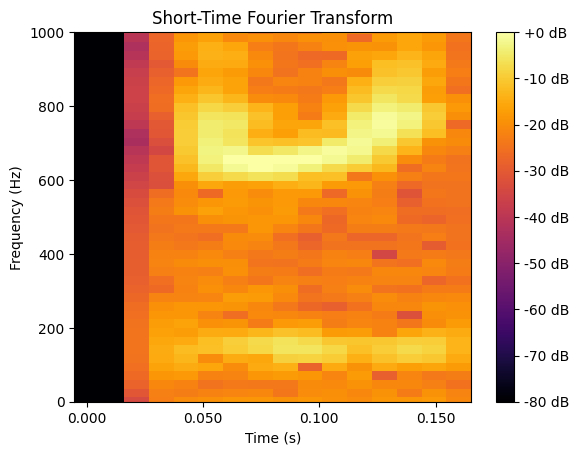 Short-Time Fourier Transform
1000
800
600
400
200
0
Frequency (Hz)
0.000
0.050
0.100
0.150
Time (s)
+0 dB
-10 dB
-20 dB
-30 dB
-40 dB
-50 dB
-60 dB
-70 dB
-80 dB